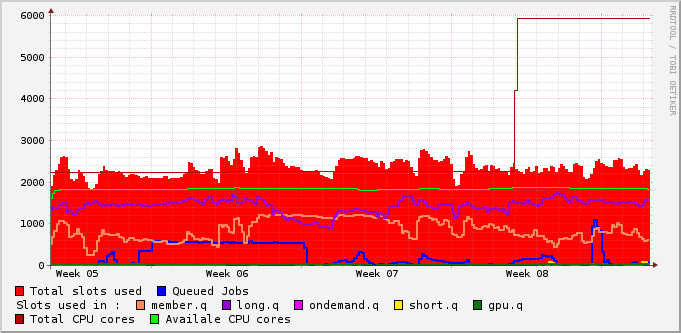 6000
5000
4000
3000
2000
1000
0
Week 05 Week 06 Week 07 Week 08
RRDTOOL / TOBI OETIKER
Total slots used Queued Jobs
Slots used in : member.q long.q ondemand.q short.q gpu.q
Total CPU cores Availale CPU cores